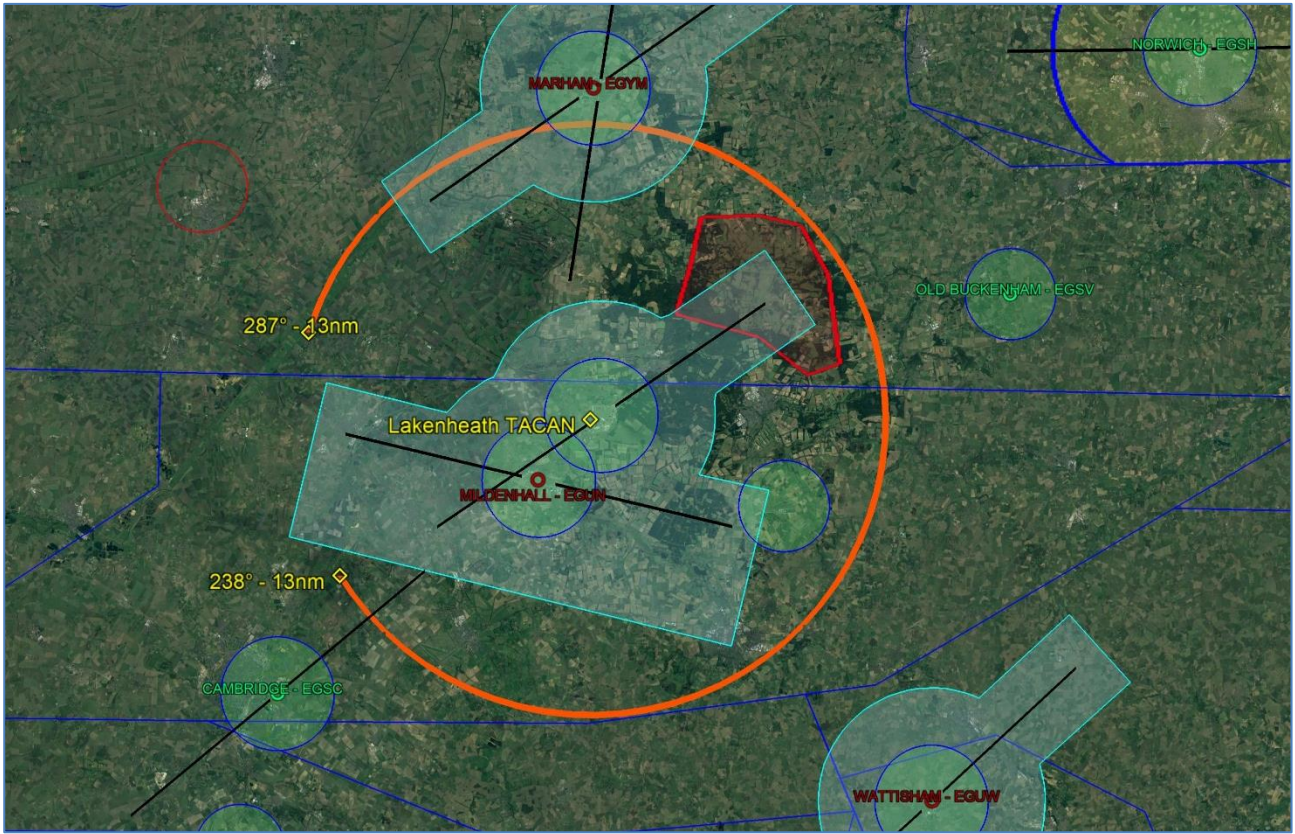 NORWICH - EGSH
MARHAM - EGYM
OLD BUCKENHAM - EGSV
287° - 13nm
Lakenheath TACAN
MILDENHALL - EGUN
238° - 13nm
CAMBRIDGE - EGSC
WATTISHAM - EGUW